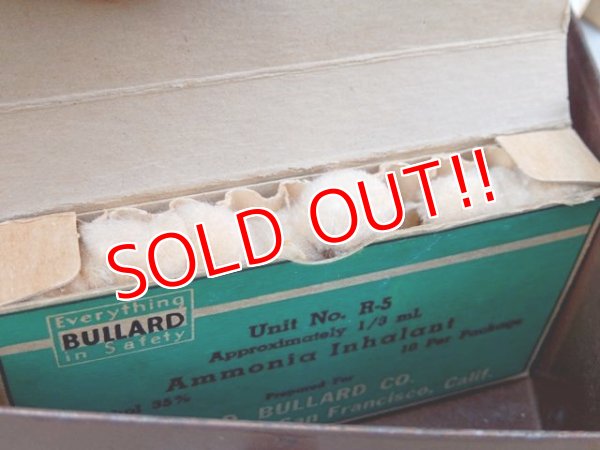 SOLD OUT!!
Everything
BULLARD
in Safety
Unit No. R-5
Approximately 1/3 mL
Ammonia Inhalant
10 Per Package
35%
Prepared For
D. BULLARD CO.
San Francisco, Calif.